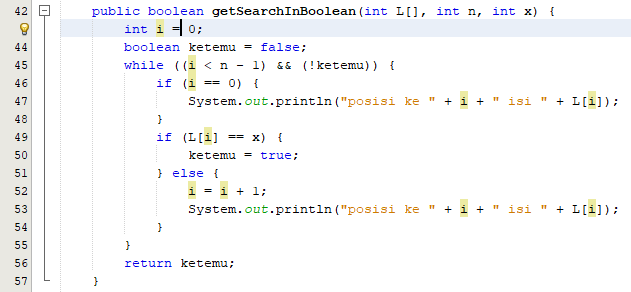 42 public boolean getSearchInBoolean(int L[], int n, int x) {
int i = 0;
44 boolean ketemu = false;
45 while ((i < n - 1) && (!ketemu)) {
46 if (i == 0) {
47 System.out.println("posisi ke " + i + " isi " + L[i]);
48 }
49 if (L[i] == x) {
50 ketemu = true;
51 } else {
52 i = i + 1;
53 System.out.println("posisi ke " + i + " isi " + L[i]);
54 }
55 }
56 return ketemu;
57 }